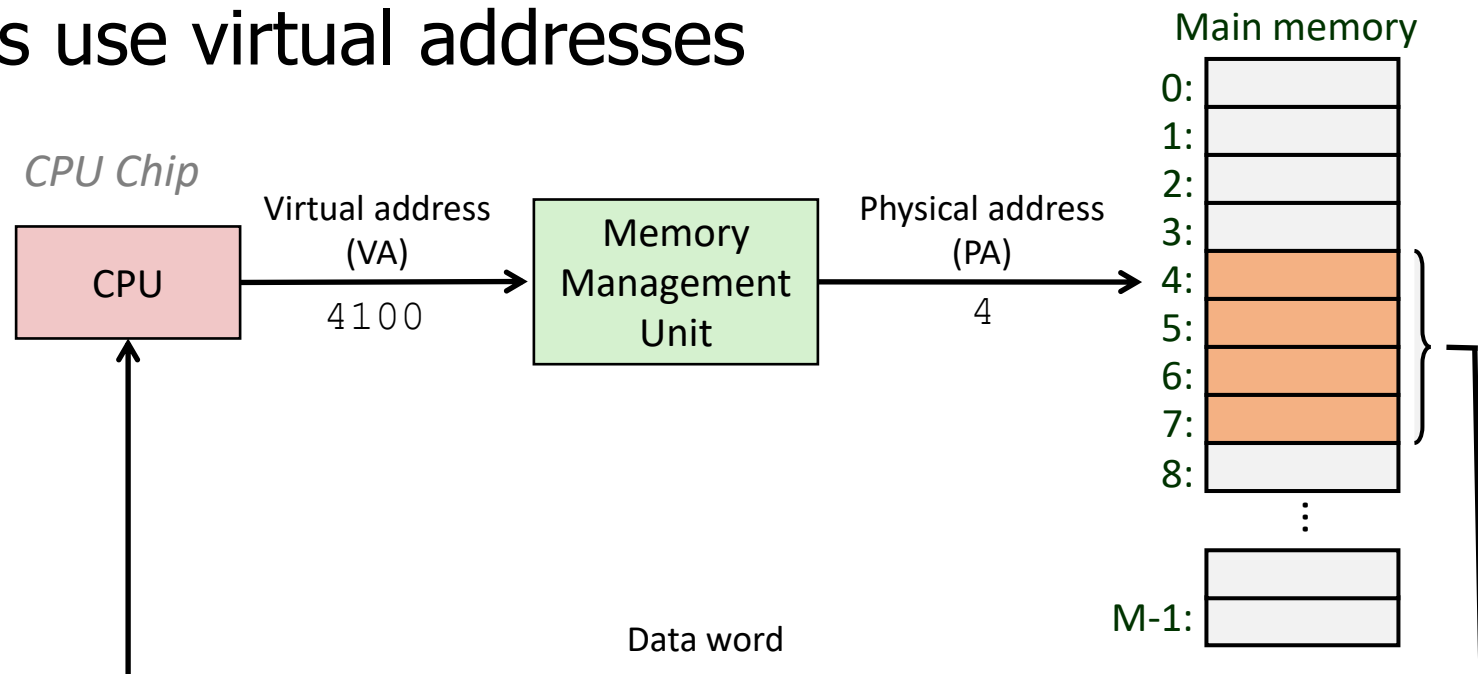 s use virtual addresses
Main memory
CPU Chip
CPU
Virtual address
(VA)
4100
Memory
Management
Unit
Physical address
(PA)
4
0:
1:
2:
3:
4:
5:
6:
7:
8:
...
M-1:
Data word